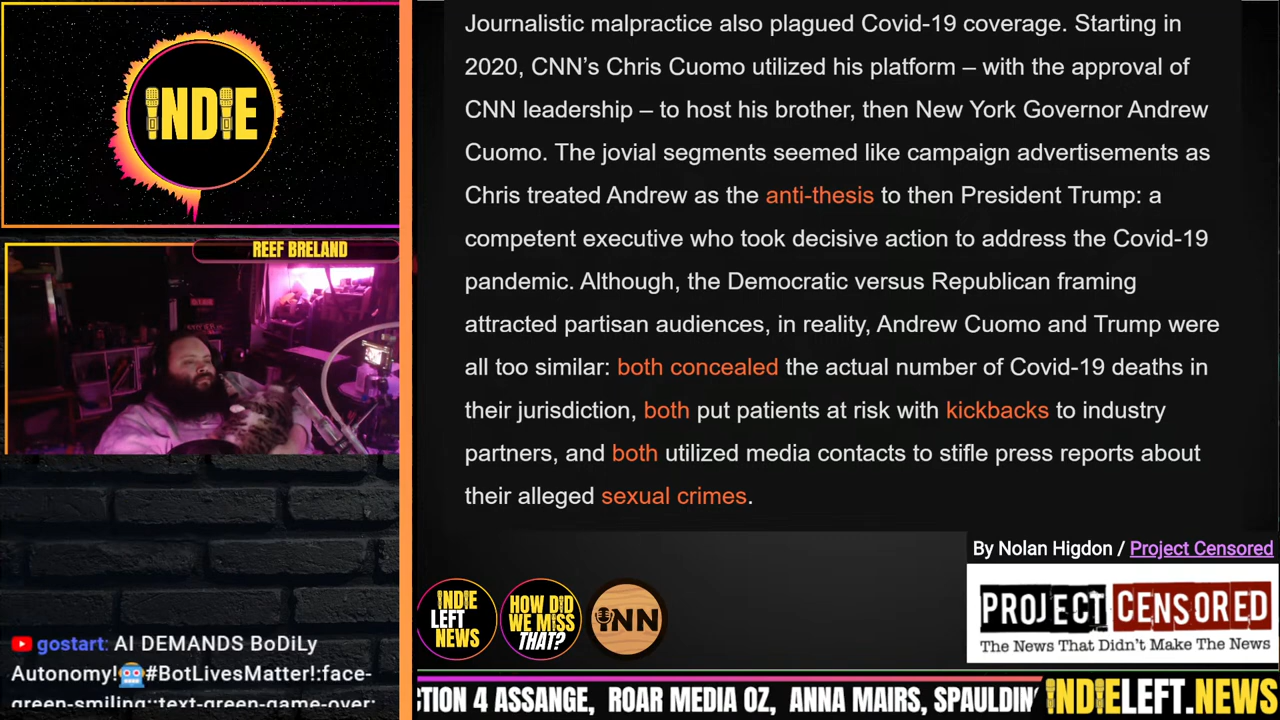 INDIE
REEF BRELAND
gostart: AI DEMANDS BoDiLy
Autonomy!🤖#BotLivesMatter!:face-
green-smiling::text-green-game-over:
Journalistic malpractice also plagued Covid-19 coverage. Starting in
2020, CNN’s Chris Cuomo utilized his platform – with the approval of
CNN leadership – to host his brother, then New York Governor Andrew
Cuomo. The jovial segments seemed like campaign advertisements as
Chris treated Andrew as the anti-thesis to then President Trump: a
competent executive who took decisive action to address the Covid-19
pandemic. Although, the Democratic versus Republican framing
attracted partisan audiences, in reality, Andrew Cuomo and Trump were
all too similar: both concealed the actual number of Covid-19 deaths in
their jurisdiction, both put patients at risk with kickbacks to industry
partners, and both utilized media contacts to stifle press reports about
their alleged sexual crimes.
By Nolan Higdon / Project Censored
PROJECT CENSORED
The News That Didn't Make The News
INDIE
LEFT
NEWS
HOW DID
WE MISS
THAT?
INN
CTION 4 ASSANGE, ROAR MEDIA OZ, ANNA MAIRS, SPAULDIN
INDIELEFT.NEWS